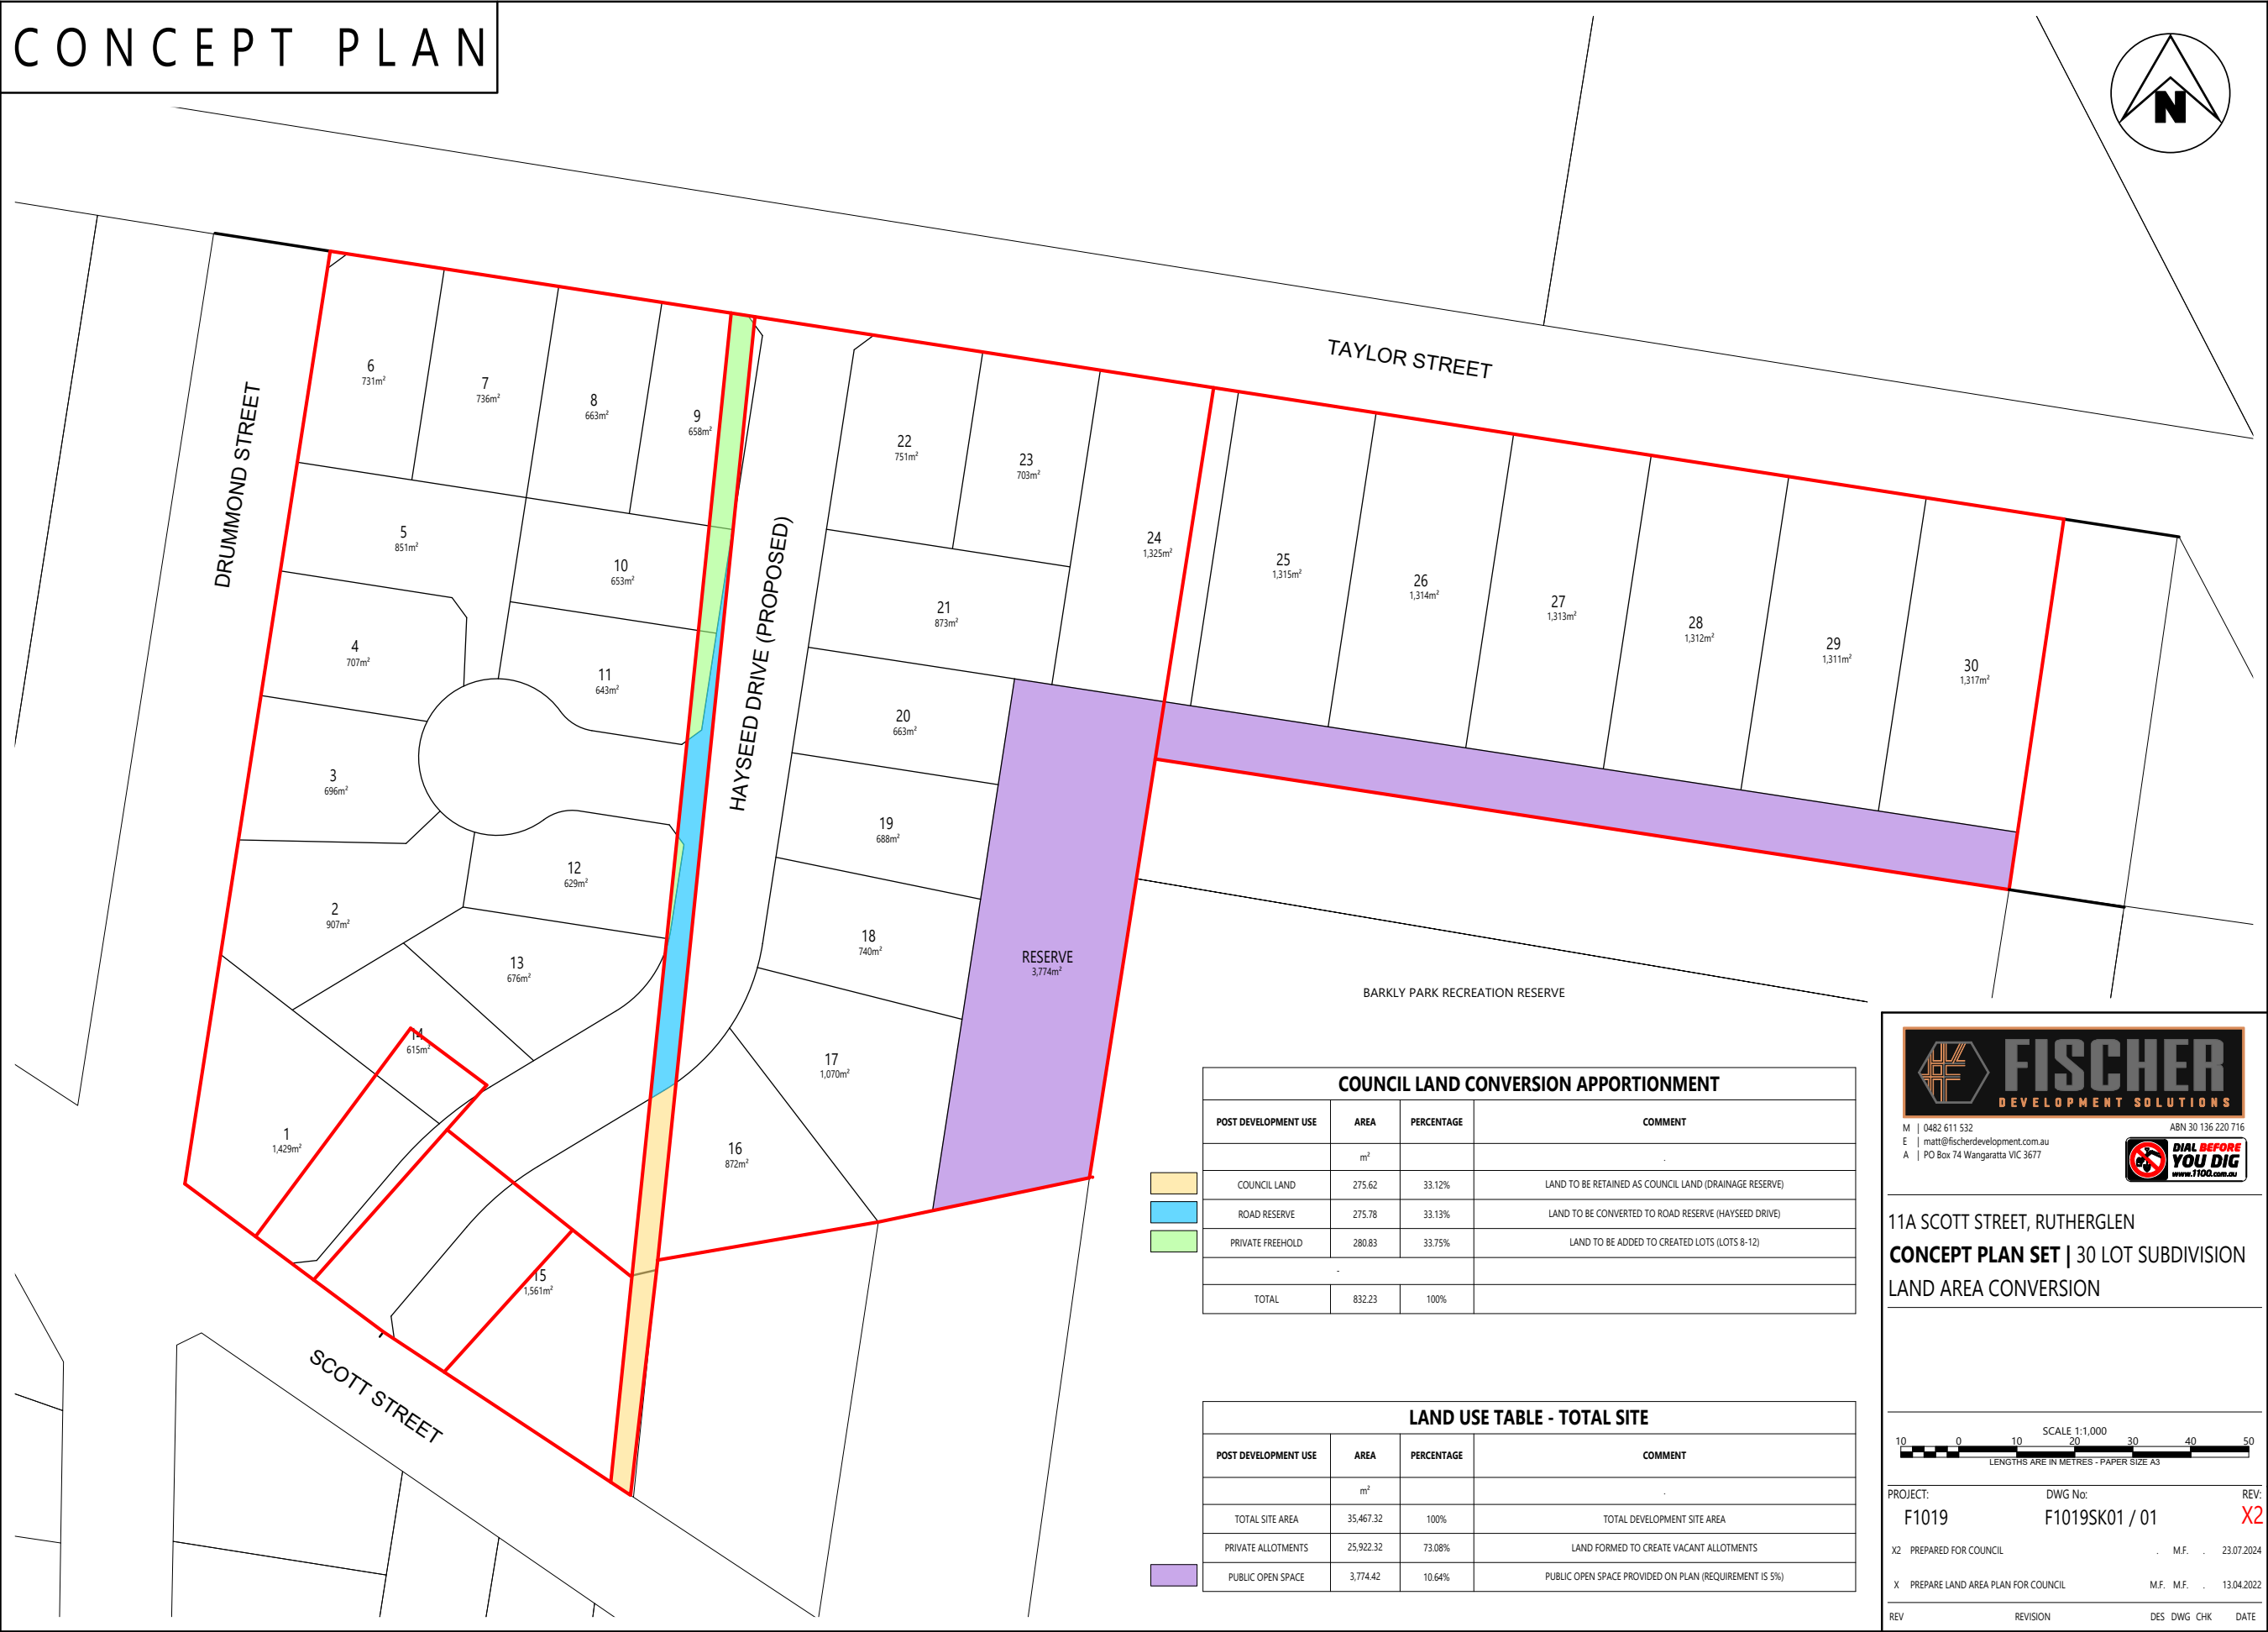 CONCEPT PLAN
N
TAYLOR STREET
DRUMMOND STREET
HAYSEED DRIVE (PROPOSED)
SCOTT STREET
6
731m²
7
736m²
8
663m²
9
658m²
5
851m²
10
653m²
4
707m²
11
643m²
3
696m²
12
629m²
2
907m²
13
676m²
14
615m²
1
1,429m²
15
1,561m²
16
872m²
17
1,070m²
18
740m²
19
688m²
20
663m²
21
873m²
22
751m²
23
703m²
24
1,325m²
25
1,315m²
26
1,314m²
27
1,313m²
28
1,312m²
29
1,311m²
30
1,317m²
RESERVE
3,774m²
BARKLY PARK RECREATION RESERVE
COUNCIL LAND CONVERSION APPORTIONMENT
POST DEVELOPMENT USE AREA PERCENTAGE COMMENT
m² .
COUNCIL LAND 275.62 33.12% LAND TO BE RETAINED AS COUNCIL LAND (DRAINAGE RESERVE)
ROAD RESERVE 275.78 33.13% LAND TO BE CONVERTED TO ROAD RESERVE (HAYSEED DRIVE)
PRIVATE FREEHOLD 280.83 33.75% LAND TO BE ADDED TO CREATED LOTS (LOTS 8-12)
-
TOTAL 832.23 100%
LAND USE TABLE - TOTAL SITE
POST DEVELOPMENT USE AREA PERCENTAGE COMMENT
m² .
TOTAL SITE AREA 35,467.32 100% TOTAL DEVELOPMENT SITE AREA
PRIVATE ALLOTMENTS 25,922.32 73.08% LAND FORMED TO CREATE VACANT ALLOTMENTS
PUBLIC OPEN SPACE 3,774.42 10.64% PUBLIC OPEN SPACE PROVIDED ON PLAN (REQUIREMENT IS 5%)
FISCHER
DEVELOPMENT SOLUTIONS
M | 0482 611 532 ABN 30 136 220 716
E | matt@fischerdevelopment.com.au
A | PO Box 74 Wangaratta VIC 3677
DIAL BEFORE
YOU DIG
www.1100.com.au
11A SCOTT STREET, RUTHERGLEN
CONCEPT PLAN SET | 30 LOT SUBDIVISION
LAND AREA CONVERSION
SCALE 1:1,000
10 0 10 20 30 40 50
LENGTHS ARE IN METRES - PAPER SIZE A3
PROJECT: DWG No: REV:
F1019 F1019SK01 / 01 X2
X2 PREPARED FOR COUNCIL . M.F. . 23.07.2024
X PREPARE LAND AREA PLAN FOR COUNCIL M.F. M.F. . 13.04.2022
REV REVISION DES DWG CHK DATE